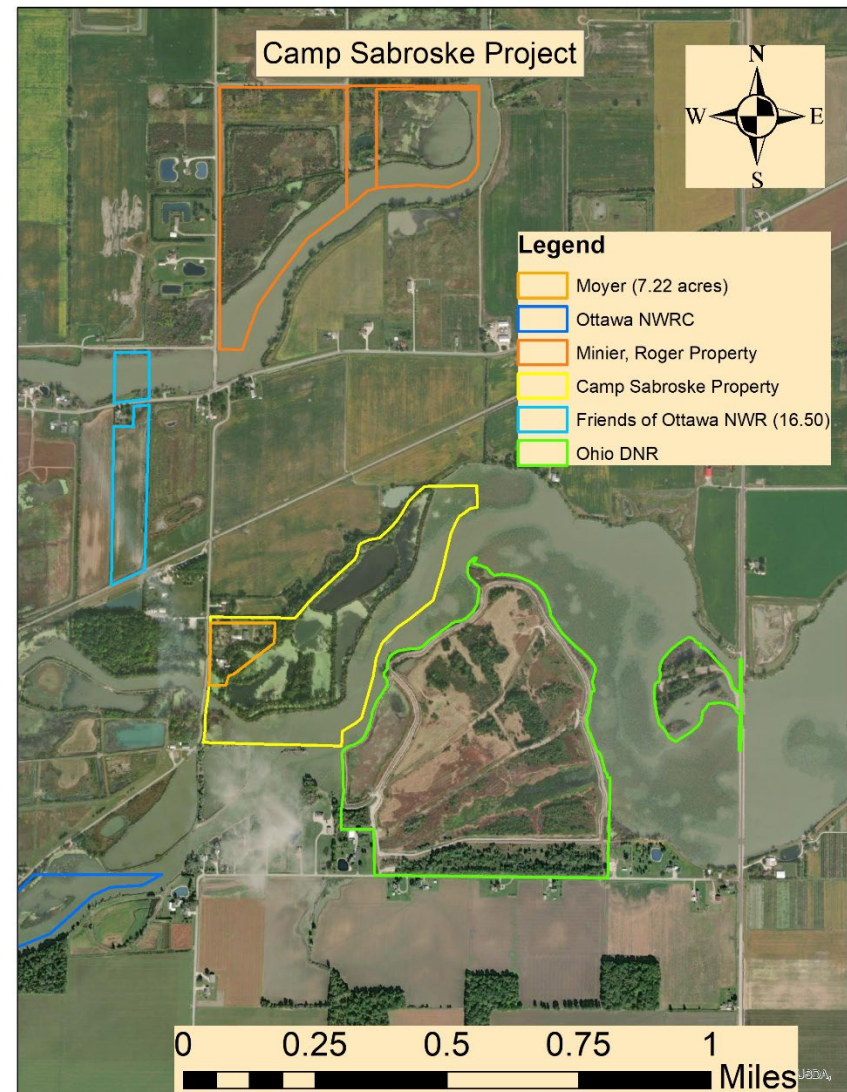 Camp Sabroske Project
N
W E
S
Legend
Moyer (7.22 acres)
Ottawa NWRC
Minier, Roger Property
Camp Sabroske Property
Friends of Ottawa NWR (16.50)
Ohio DNR
0 0.25 0.5 0.75 1
Miles
USDA,